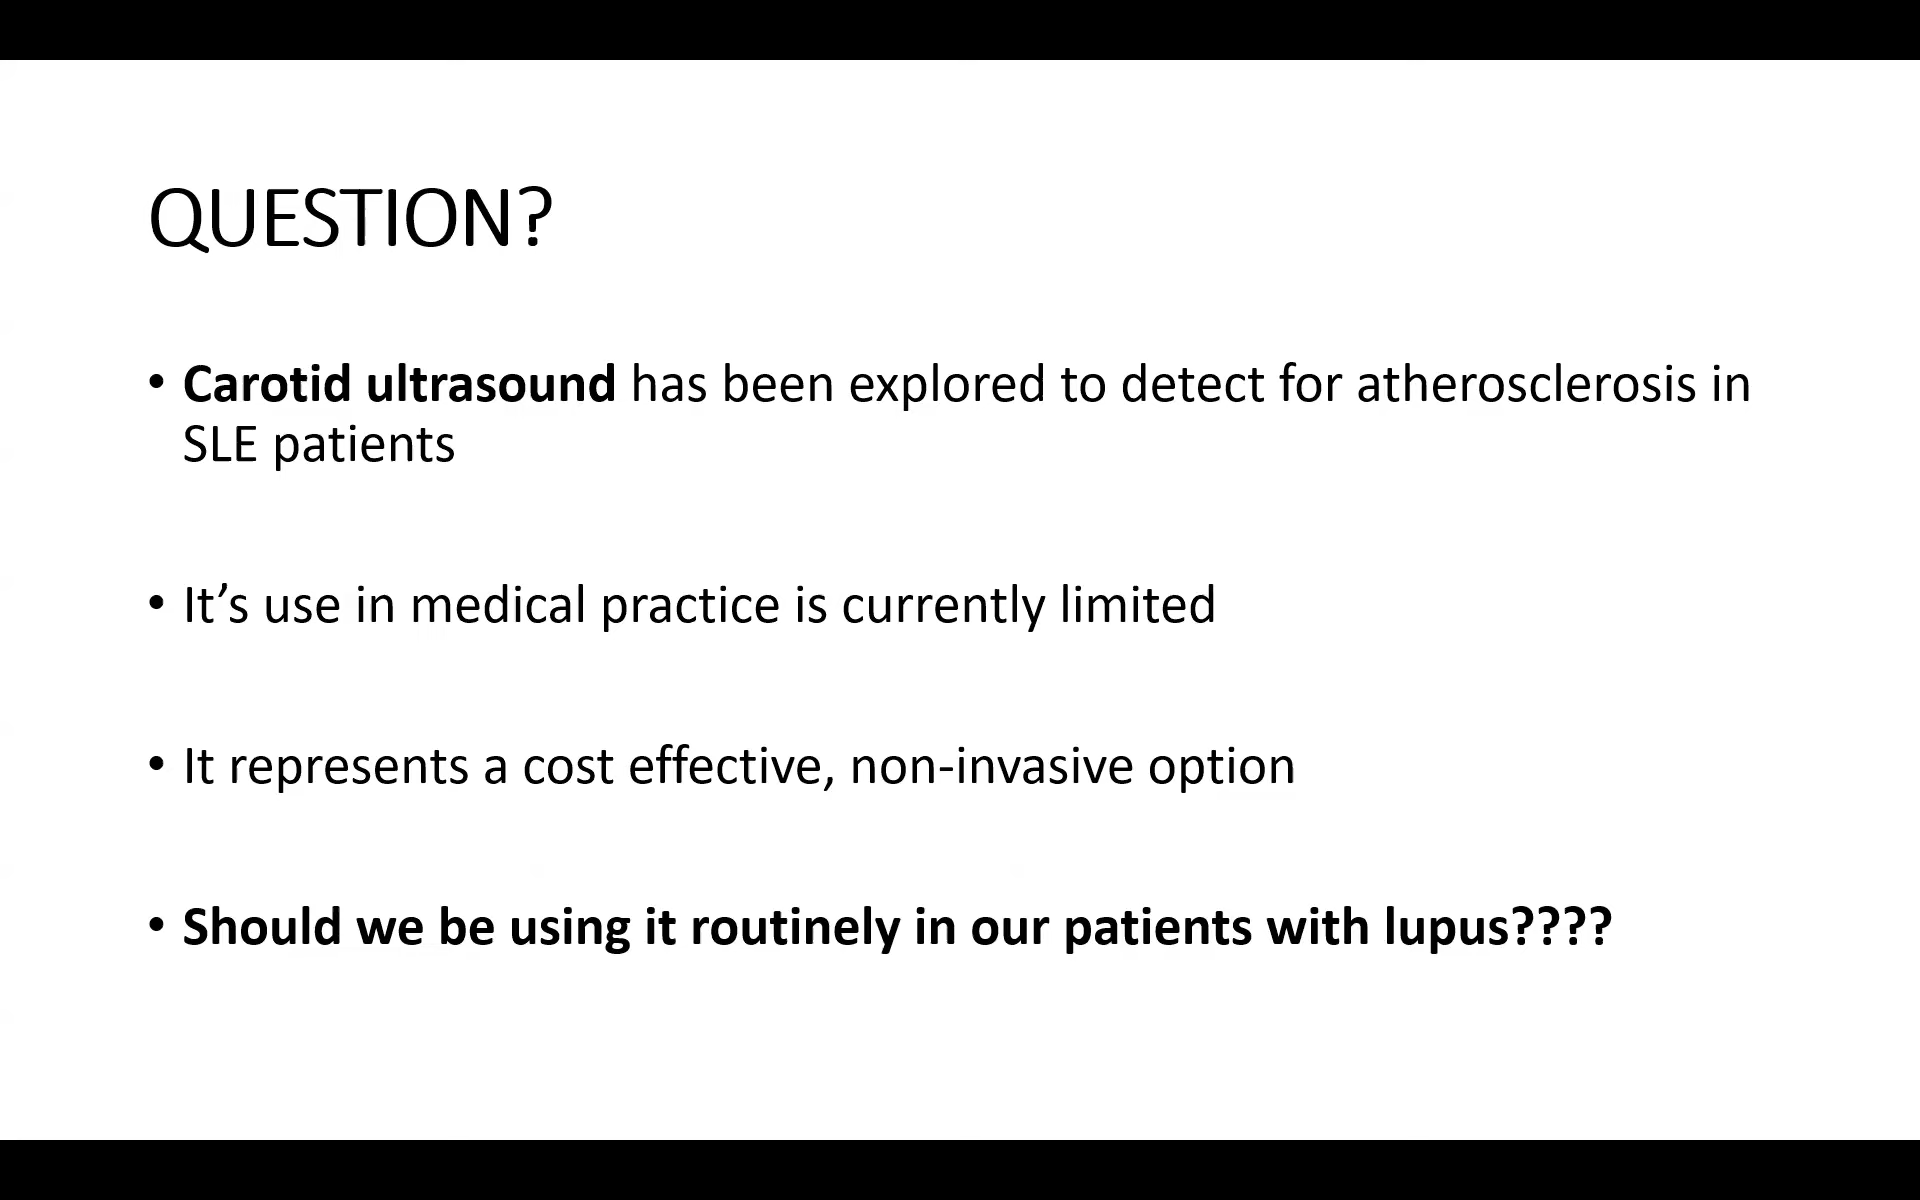 QUESTION?
• Carotid ultrasound has been explored to detect for atherosclerosis in
SLE patients
• It’s use in medical practice is currently limited
• It represents a cost effective, non-invasive option
• Should we be using it routinely in our patients with lupus????